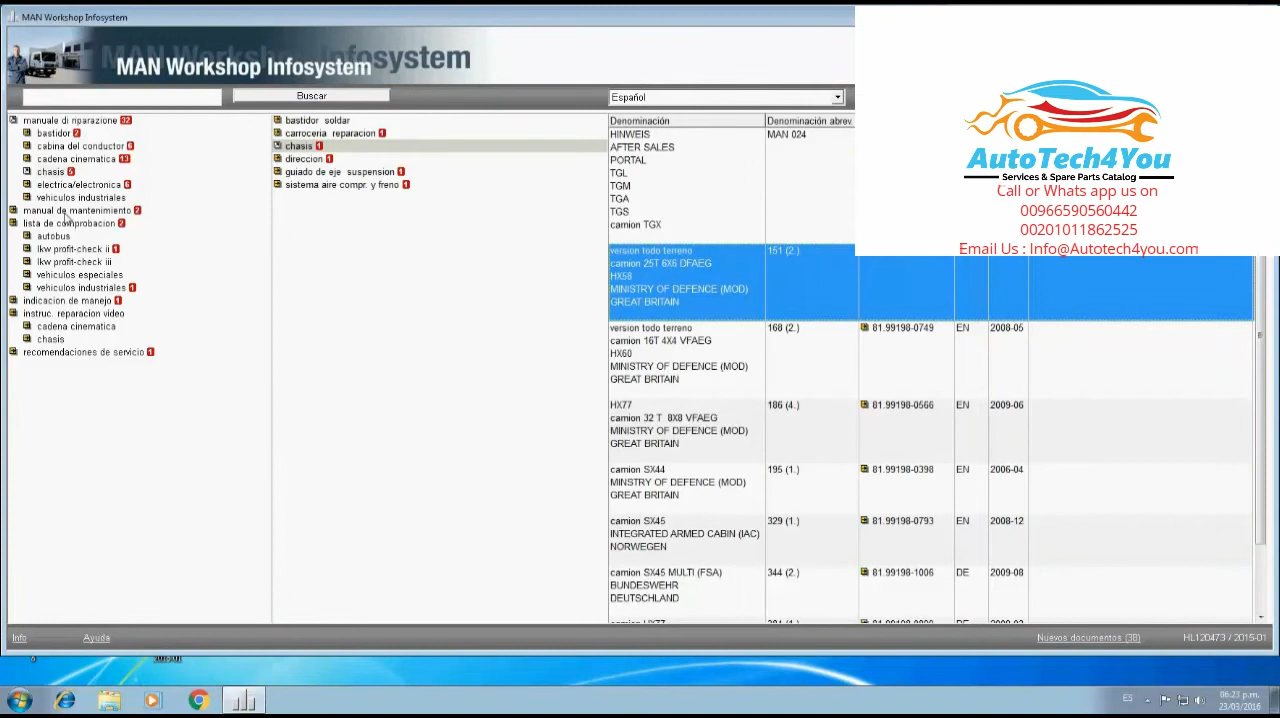 MAN Workshop Infosystem
MAN Workshop Infosystem
Buscar
Español
AutoTech4You
Services & Spare Parts Catalog
Call or Whats app us on
00966590560442
00201011862525
Email Us : Info@Autotech4you.com
manuale di riparazione 32
bastidor 2
cabina del conductor 6
cadena cinematica 13
chasis 5
electrica/electronica 6
vehiculos industriales
manual de mantenimiento 2
lista de comprobacion 2
autobus
lkw profit-check ii 1
lkw profit-check iii
vehiculos especiales
vehiculos industriales 1
indicacion de manejo 1
instruc. reparacion video
cadena cinematica
chasis
recomendaciones de servicio 1
bastidor soldar
carroceria reparacion 1
chasis 1
direccion 1
guiado de eje suspension 1
sistema aire compr. y freno 1
Denominación Denominación abrev.
HINWEIS MAN 024
AFTER SALES
PORTAL
TGL
TGM
TGA
TGS
camion TGX
version todo terreno 151 (2.)
camion 25T 6X6 DFAEG
HX58
MINISTRY OF DEFENCE (MOD)
GREAT BRITAIN
version todo terreno 168 (2.) 81.99198-0749 EN 2008-05
camion 16T 4X4 VFAEG
HX60
MINISTRY OF DEFENCE (MOD)
GREAT BRITAIN
HX77 186 (4.) 81.99198-0566 EN 2009-06
camion 32 T 8X8 VFAEG
MINISTRY OF DEFENCE (MOD)
GREAT BRITAIN
camion SX44 195 (1.) 81.99198-0398 EN 2006-04
MINSTRY OF DEFENCE (MOD)
GREAT BRITAIN
camion SX45 329 (1.) 81.99198-0793 EN 2008-12
INTEGRATED ARMED CABIN (IAC)
NORWEGEN
camion SX45 MULTI (FSA) 344 (2.) 81.99198-1006 DE 2009-08
BUNDESWEHR
DEUTSCHLAND
Info
Ayuda
Nuevos documentos (38)
HL120473 / 2015-01
6
2015-01
ES
06:23 p.m.
23/03/2016